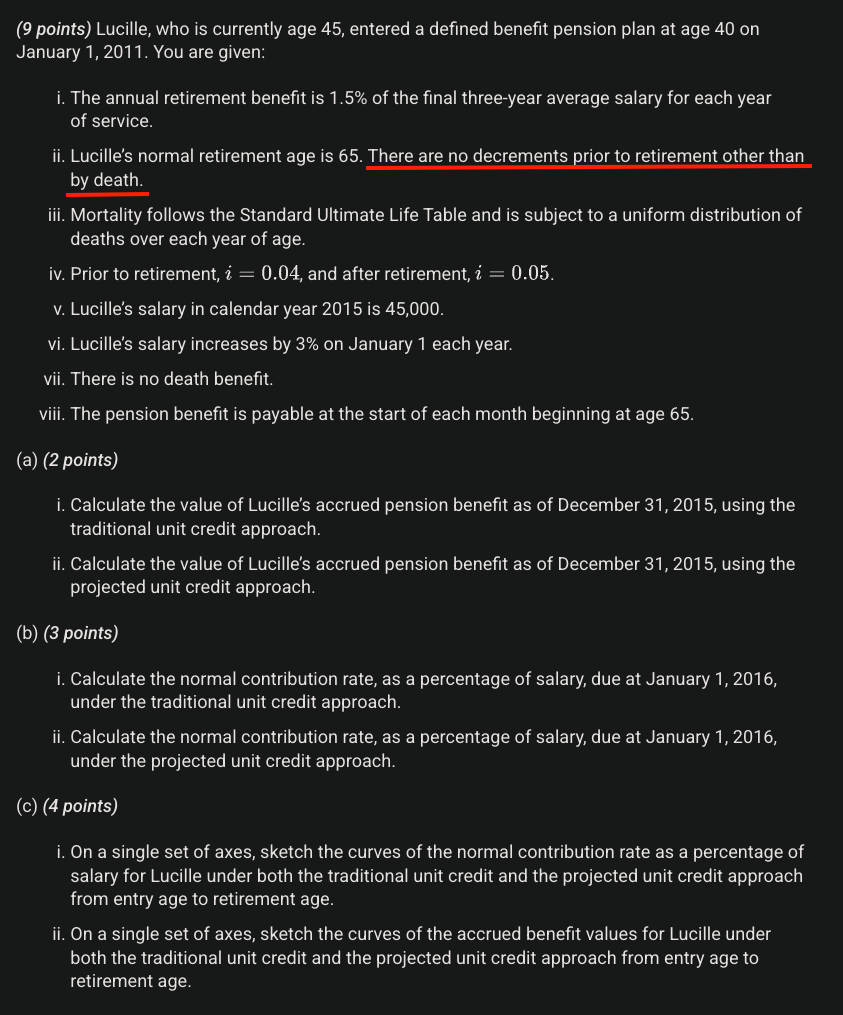 (9 points) Lucille, who is currently age 45, entered a defined benefit pension plan at age 40 on
January 1, 2011. You are given:
i. The annual retirement benefit is 1.5% of the final three-year average salary for each year
of service.
ii. Lucille’s normal retirement age is 65. There are no decrements prior to retirement other than
by death.
iii. Mortality follows the Standard Ultimate Life Table and is subject to a uniform distribution of
deaths over each year of age.
iv. Prior to retirement, i = 0.04, and after retirement, i = 0.05.
v. Lucille’s salary in calendar year 2015 is 45,000.
vi. Lucille’s salary increases by 3% on January 1 each year.
vii. There is no death benefit.
viii. The pension benefit is payable at the start of each month beginning at age 65.
(a) (2 points)
i. Calculate the value of Lucille’s accrued pension benefit as of December 31, 2015, using the
traditional unit credit approach.
ii. Calculate the value of Lucille’s accrued pension benefit as of December 31, 2015, using the
projected unit credit approach.
(b) (3 points)
i. Calculate the normal contribution rate, as a percentage of salary, due at January 1, 2016,
under the traditional unit credit approach.
ii. Calculate the normal contribution rate, as a percentage of salary, due at January 1, 2016,
under the projected unit credit approach.
(c) (4 points)
i. On a single set of axes, sketch the curves of the normal contribution rate as a percentage of
salary for Lucille under both the traditional unit credit and the projected unit credit approach
from entry age to retirement age.
ii. On a single set of axes, sketch the curves of the accrued benefit values for Lucille under
both the traditional unit credit and the projected unit credit approach from entry age to
retirement age.